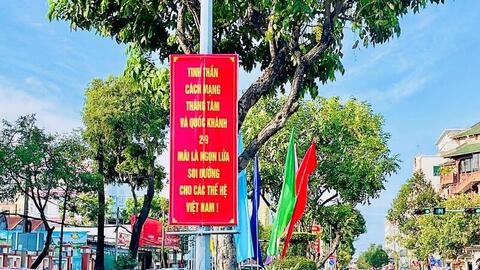 TINH THẦN
CÁCH MẠNG
THÁNG TÁM
VÀ QUỐC KHÁNH
2-9
MÃI LÀ NGỌN LỬA
SOI ĐƯỜNG
CHO CÁC THẾ HỆ
VIỆT NAM !